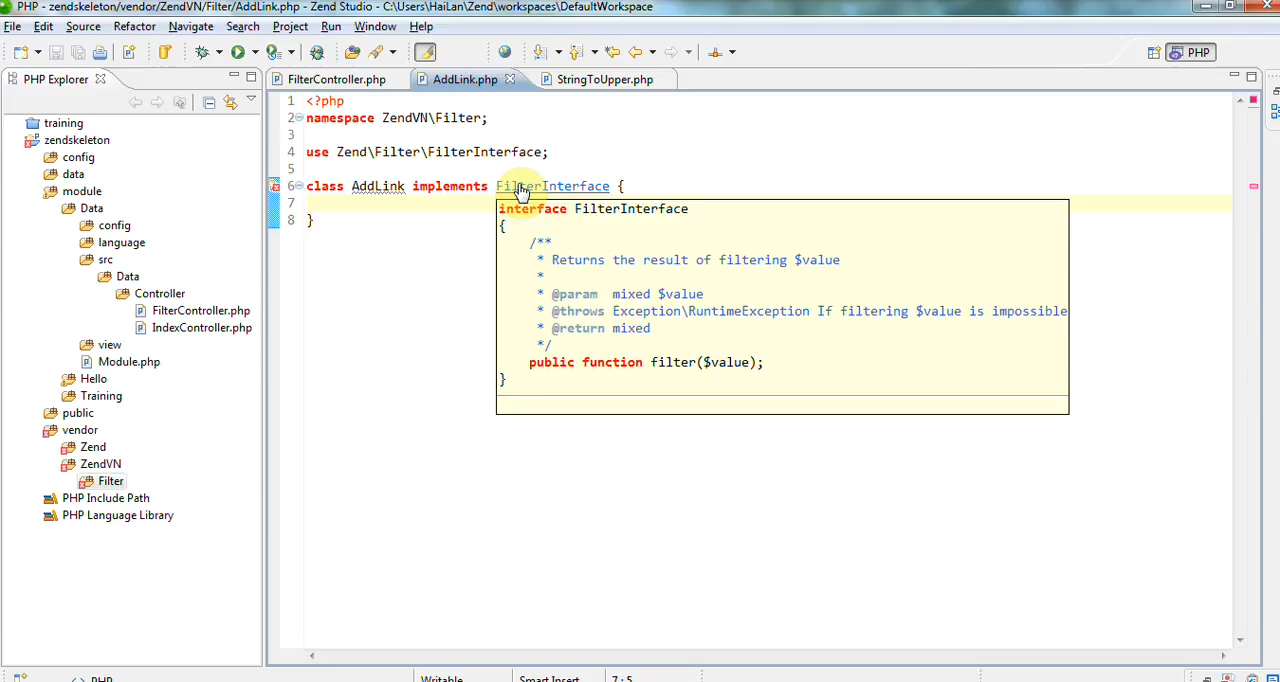 PHP - zendskeleton/vendor/ZendVN/Filter/AddLink.php - Zend Studio - C:\Users\HaiLan\Zend\workspaces\DefaultWorkspace
File Edit Source Refactor Navigate Search Project Run Window Help
PHP
PHP Explorer
FilterController.php AddLink.php StringToUpper.php
training
zendskeleton
config
data
module
Data
config
language
src
Data
Controller
FilterController.php
IndexController.php
view
Module.php
Hello
Training
public
vendor
Zend
ZendVN
Filter
PHP Include Path
PHP Language Library
1 <?php
2 namespace ZendVN\Filter;
3
4 use Zend\Filter\FilterInterface;
5
6 class AddLink implements FilterInterface {
7
8 }
interface FilterInterface
{
/**
* Returns the result of filtering $value
*
* @param mixed $value
* @throws Exception\RuntimeException If filtering $value is impossible
* @return mixed
*/
public function filter($value);
}
PHP Writable Smart Insert 7 : 5